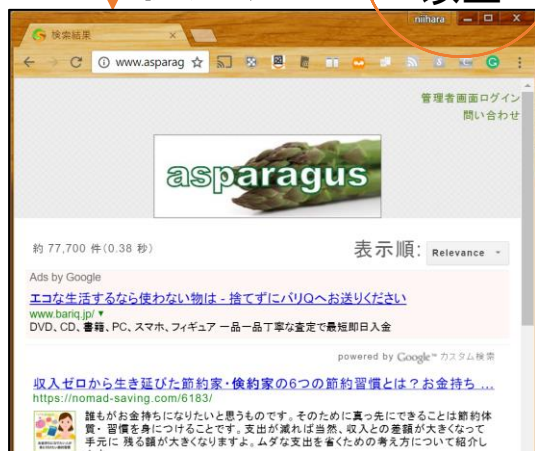 niihara
検索結果
www.asparag
管理者画面ログイン
問い合わせ
asparagus
約 77,700 件(0.38 秒)
表示順: Relevance
Ads by Google
エコな生活するなら使わない物は - 捨てずにバリQへお送りください
www.bariq.jp/
DVD、CD、書籍、PC、スマホ、フィギュア 一品一品丁寧な査定で最短即日入金
powered by Google™ カスタム検索
収入ゼロから生き延びた節約家・倹約家の6つの節約習慣とは？お金持ち ...
https://nomad-saving.com/6183/
誰もがお金持ちになりたいと思うものです。そのために真っ先にできることは節約体
質・習慣を身につけることです。支出が減れば当然、収入との差額が大きくなって
手元に 残る額が大きくなりますよ。ムダな支出を省くための考え方について紹介し